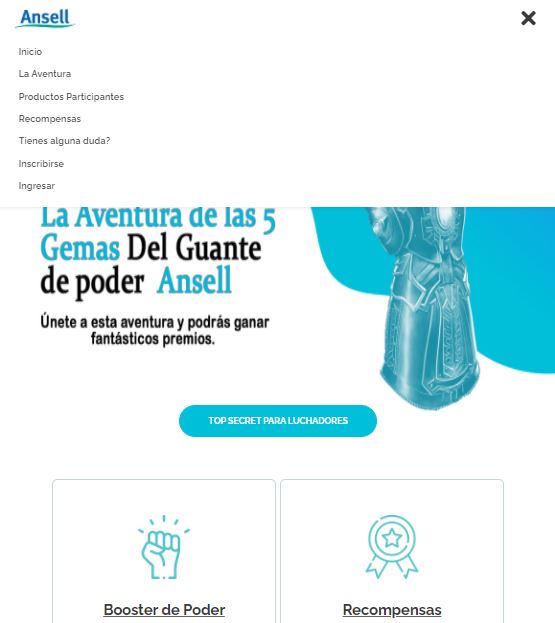 Ansell
Inicio
La Aventura
Productos Participantes
Recompensas
Tienes alguna duda?
Inscribirse
Ingresar
La Aventura de las 5
Gemas Del Guante
de poder Ansell
Únete a esta aventura y podrás ganar
fantásticos premios.
TOP SECRET PARA LUCHADORES
Booster de Poder
Recompensas